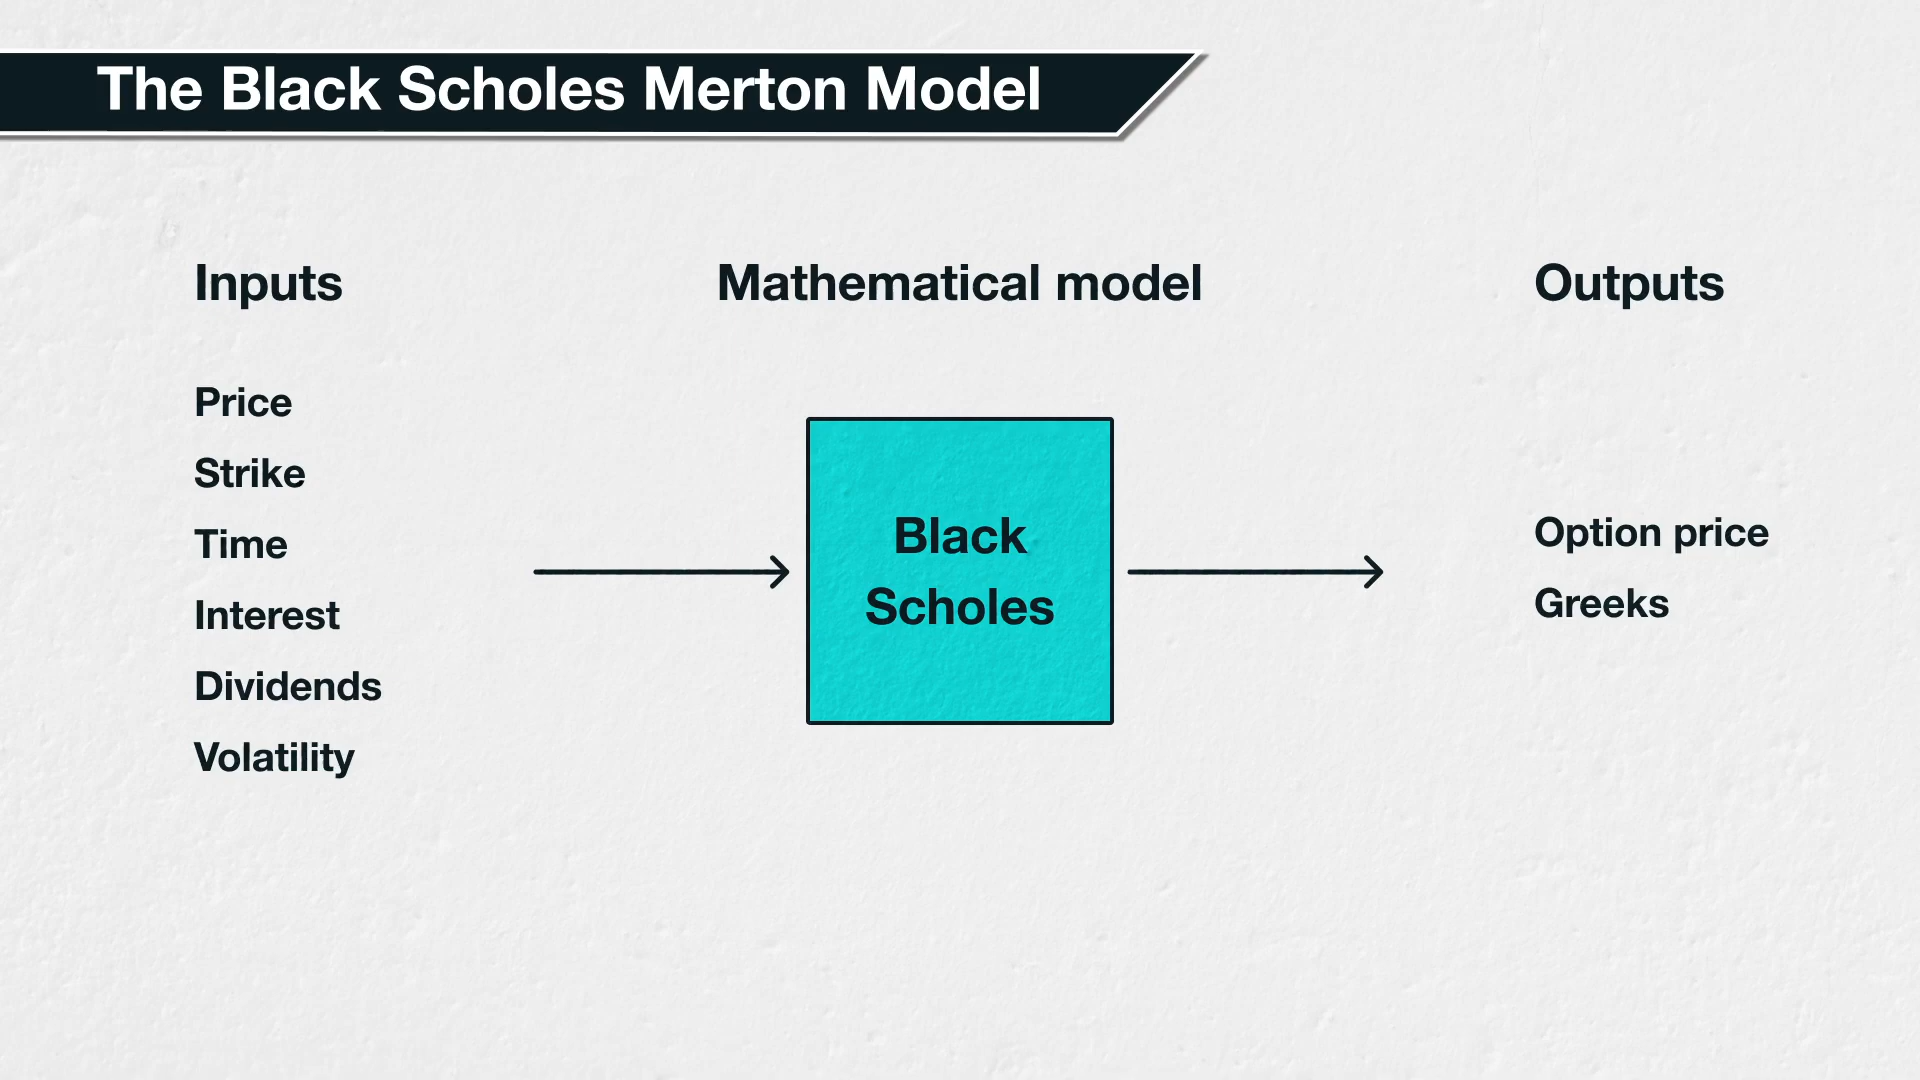 The Black Scholes Merton Model
Inputs
Price
Strike
Time
Interest
Dividends
Volatility
Mathematical model
Black
Scholes
Outputs
Option price
Greeks